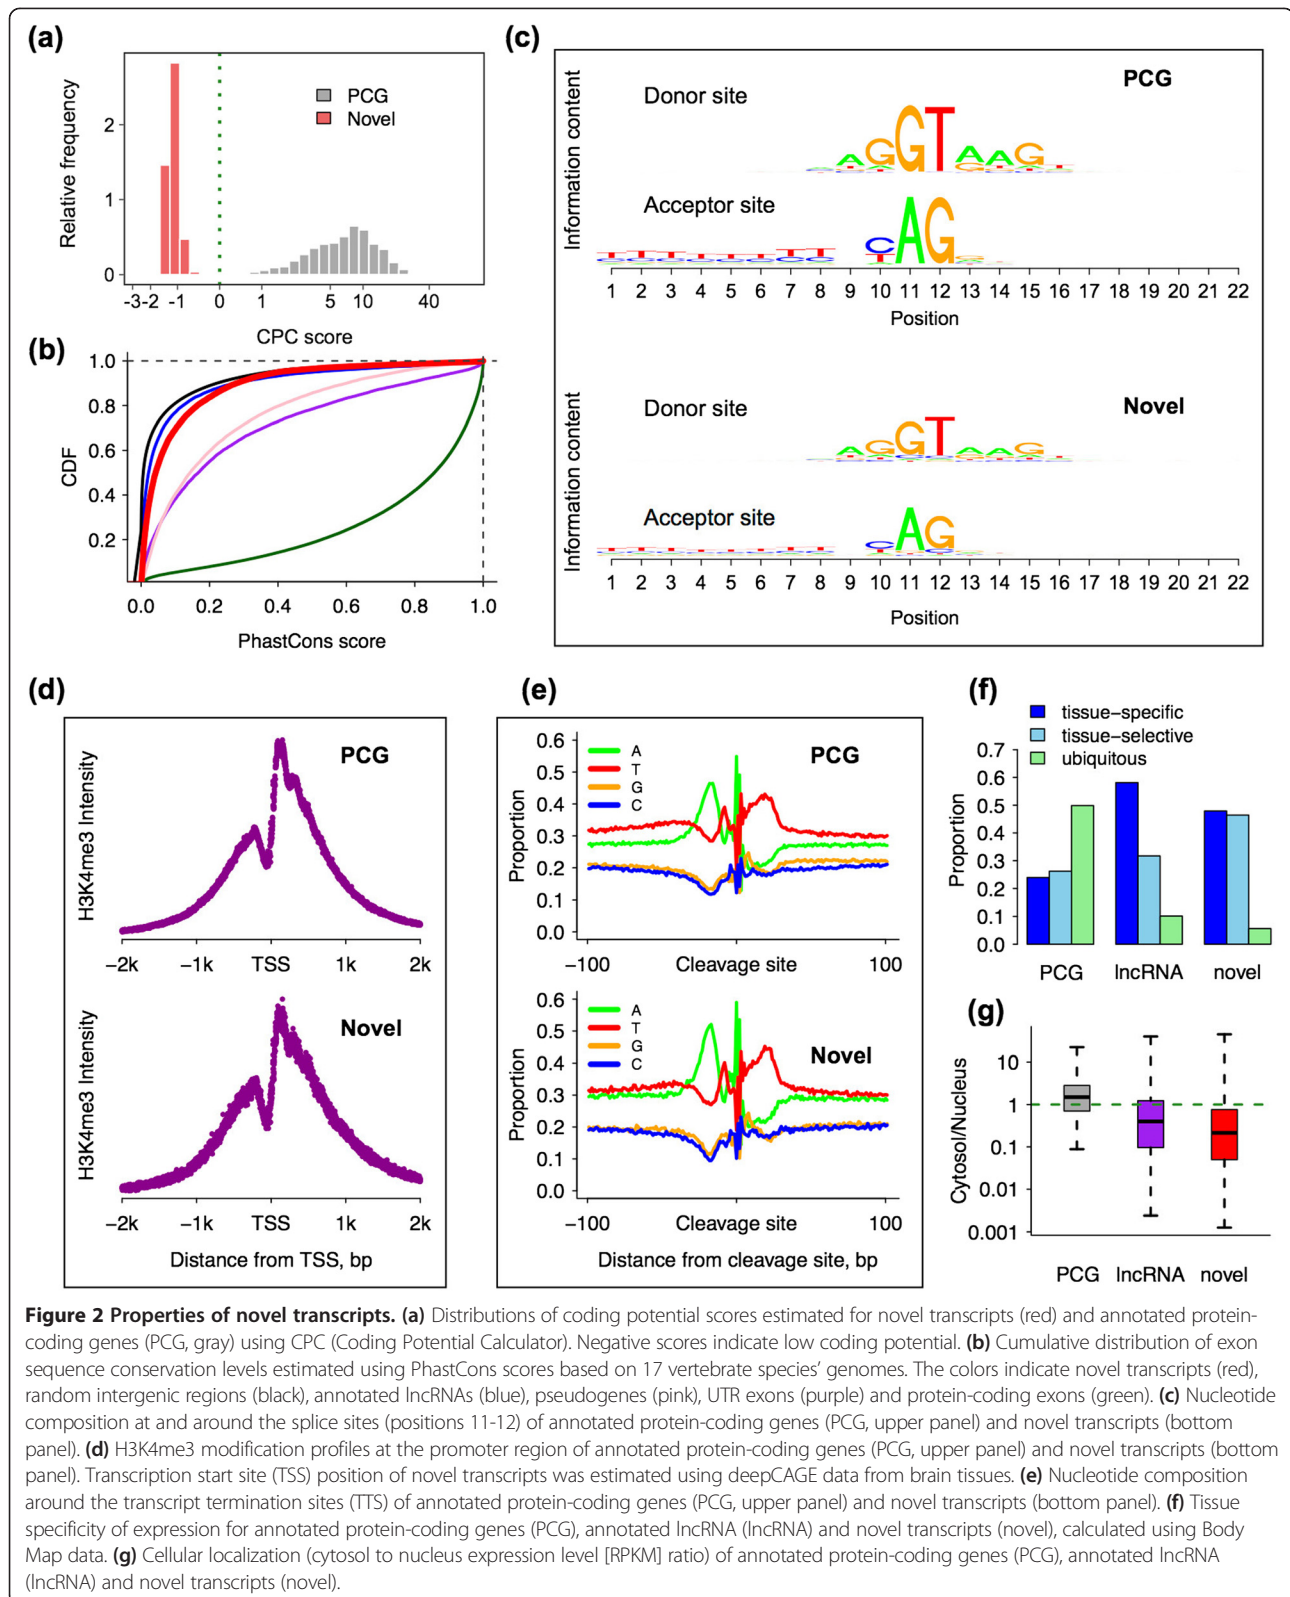 (a)
PCG
Novel
Relative frequency
2
1
0
-3 -2 -1 0 1 5 10 40
CPC score
(b)
CDF
1.0
0.8
0.6
0.4
0.2
0.0 0.2 0.4 0.6 0.8 1.0
PhastCons score
(c)
PCG
Information content
Donor site
AGGTAAG
Acceptor site
TTTTTTTT CAG
1 2 3 4 5 6 7 8 9 10 11 12 13 14 15 16 17 18 19 20 21 22
Position
Novel
Information content
Donor site
AGGTAAG
Acceptor site
TTTTTTTT CAG
1 2 3 4 5 6 7 8 9 10 11 12 13 14 15 16 17 18 19 20 21 22
Position
(d)
PCG
H3K4me3 Intensity
−2k −1k TSS 1k 2k
Novel
H3K4me3 Intensity
−2k −1k TSS 1k 2k
Distance from TSS, bp
(e)
PCG
A
T
G
C
Proportion
0.6
0.5
0.4
0.3
0.2
0.1
0.0
−100 Cleavage site 100
Novel
A
T
G
C
Proportion
0.6
0.5
0.4
0.3
0.2
0.1
0.0
−100 Cleavage site 100
Distance from cleavage site, bp
(f)
tissue−specific
tissue−selective
ubiquitous
Proportion
0.7
0.6
0.5
0.4
0.3
0.2
0.1
0.0
PCG lncRNA novel
(g)
Cytosol/Nucleus
10
1
0.1
0.01
0.001
PCG lncRNA novel
Figure 2 Properties of novel transcripts. (a) Distributions of coding potential scores estimated for novel transcripts (red) and annotated protein-
coding genes (PCG, gray) using CPC (Coding Potential Calculator). Negative scores indicate low coding potential. (b) Cumulative distribution of exon
sequence conservation levels estimated using PhastCons scores based on 17 vertebrate species' genomes. The colors indicate novel transcripts (red),
random intergenic regions (black), annotated lncRNAs (blue), pseudogenes (pink), UTR exons (purple) and protein-coding exons (green). (c) Nucleotide
composition at and around the splice sites (positions 11-12) of annotated protein-coding genes (PCG, upper panel) and novel transcripts (bottom
panel). (d) H3K4me3 modification profiles at the promoter region of annotated protein-coding genes (PCG, upper panel) and novel transcripts (bottom
panel). Transcription start site (TSS) position of novel transcripts was estimated using deepCAGE data from brain tissues. (e) Nucleotide composition
around the transcript termination sites (TTS) of annotated protein-coding genes (PCG, upper panel) and novel transcripts (bottom panel). (f) Tissue
specificity of expression for annotated protein-coding genes (PCG), annotated lncRNA (lncRNA) and novel transcripts (novel), calculated using Body
Map data. (g) Cellular localization (cytosol to nucleus expression level [RPKM] ratio) of annotated protein-coding genes (PCG), annotated lncRNA
(lncRNA) and novel transcripts (novel).